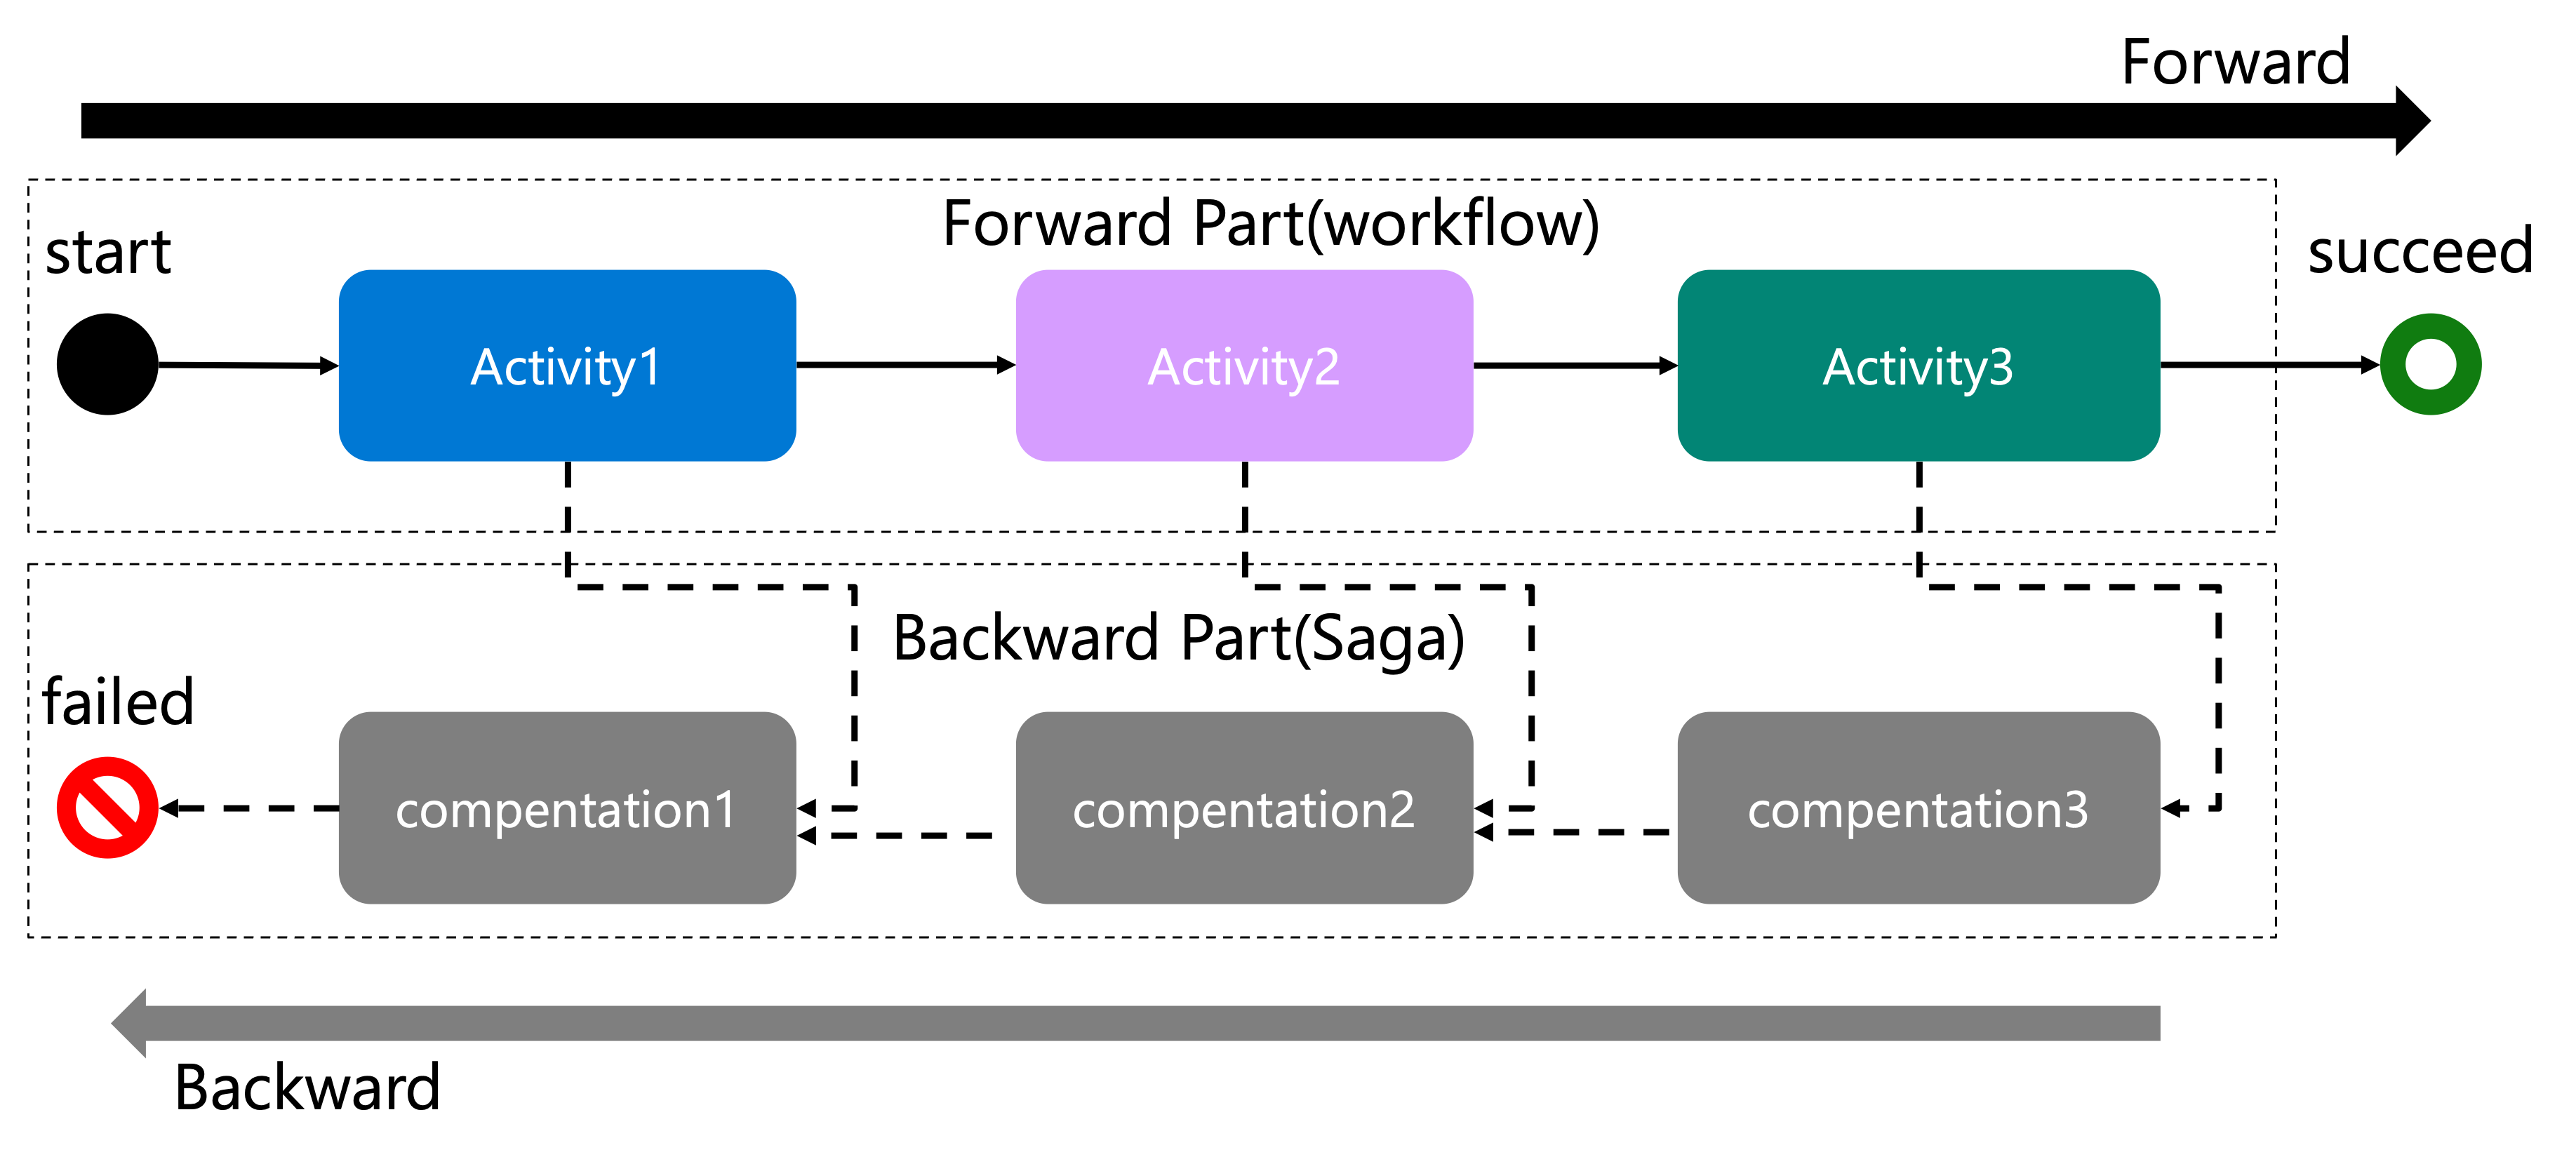 Forward
Forward Part(workflow)
start
succeed
Activity1
Activity2
Activity3
Backward Part(Saga)
failed
compentation1
compentation2
compentation3
Backward